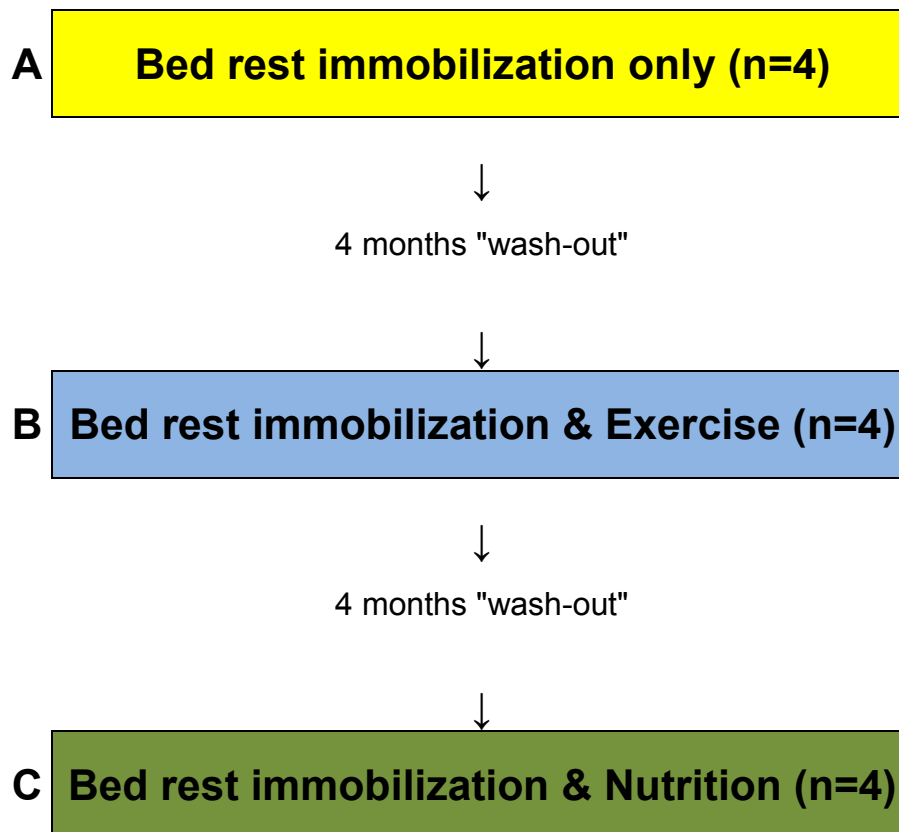 A Bed rest immobilization only (n=4)
↓
4 months "wash-out"
↓
B Bed rest immobilization & Exercise (n=4)
↓
4 months "wash-out"
↓
C Bed rest immobilization & Nutrition (n=4)